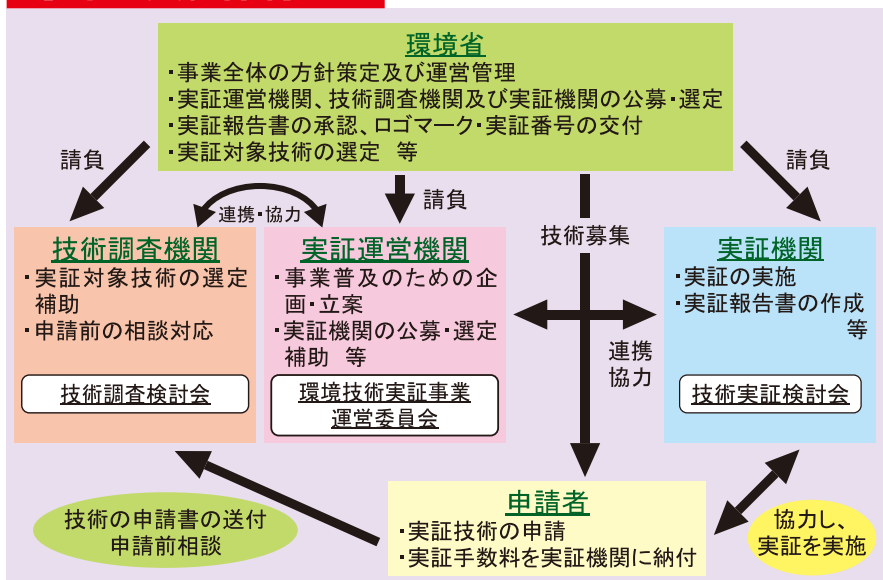 環境省
・事業全体の方針策定及び運営管理
・実証運営機関、技術調査機関及び実証機関の公募・選定
・実証報告書の承認、ロゴマーク・実証番号の交付
・実証対象技術の選定 等
請負
請負
請負
連携・協力
技術募集
技術調査機関
・実証対象技術の選定
補助
・申請前の相談対応
技術調査検討会
実証運営機関
・事業普及のための企
画・立案
・実証機関の公募・選定
補助 等
環境技術実証事業
運営委員会
連携
協力
実証機関
・実証の実施
・実証報告書の作成
等
技術実証検討会
技術の申請書の送付
申請前相談
申請者
・実証技術の申請
・実証手数料を実証機関に納付
協力し、
実証を実施